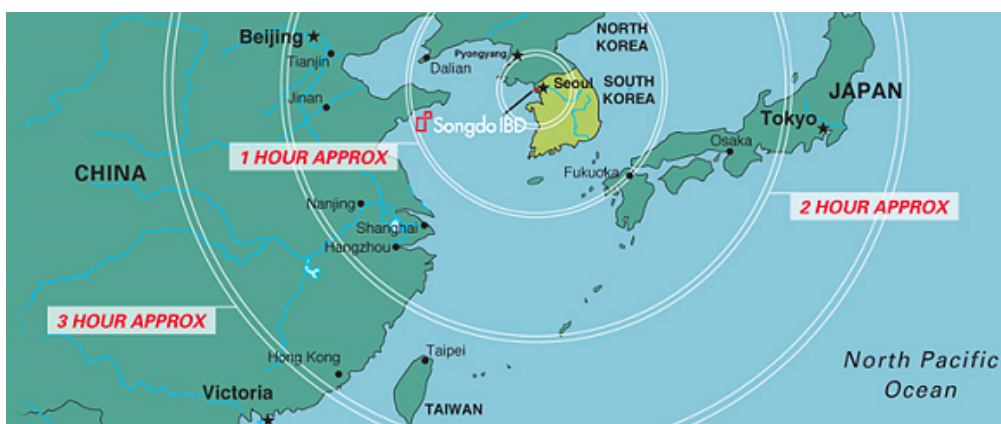 NORTH
KOREA
Beijing
Tianjin
Dalian
Pyongyang
Seoul
SOUTH
KOREA
JAPAN
Jinan
Songdo IBD
Tokyo
Osaka
1 HOUR APPROX
CHINA
Fukuoka
Nanjing
2 HOUR APPROX
Shanghai
Hangzhou
3 HOUR APPROX
Hong Kong
Taipei
North Pacific
Ocean
Victoria
TAIWAN